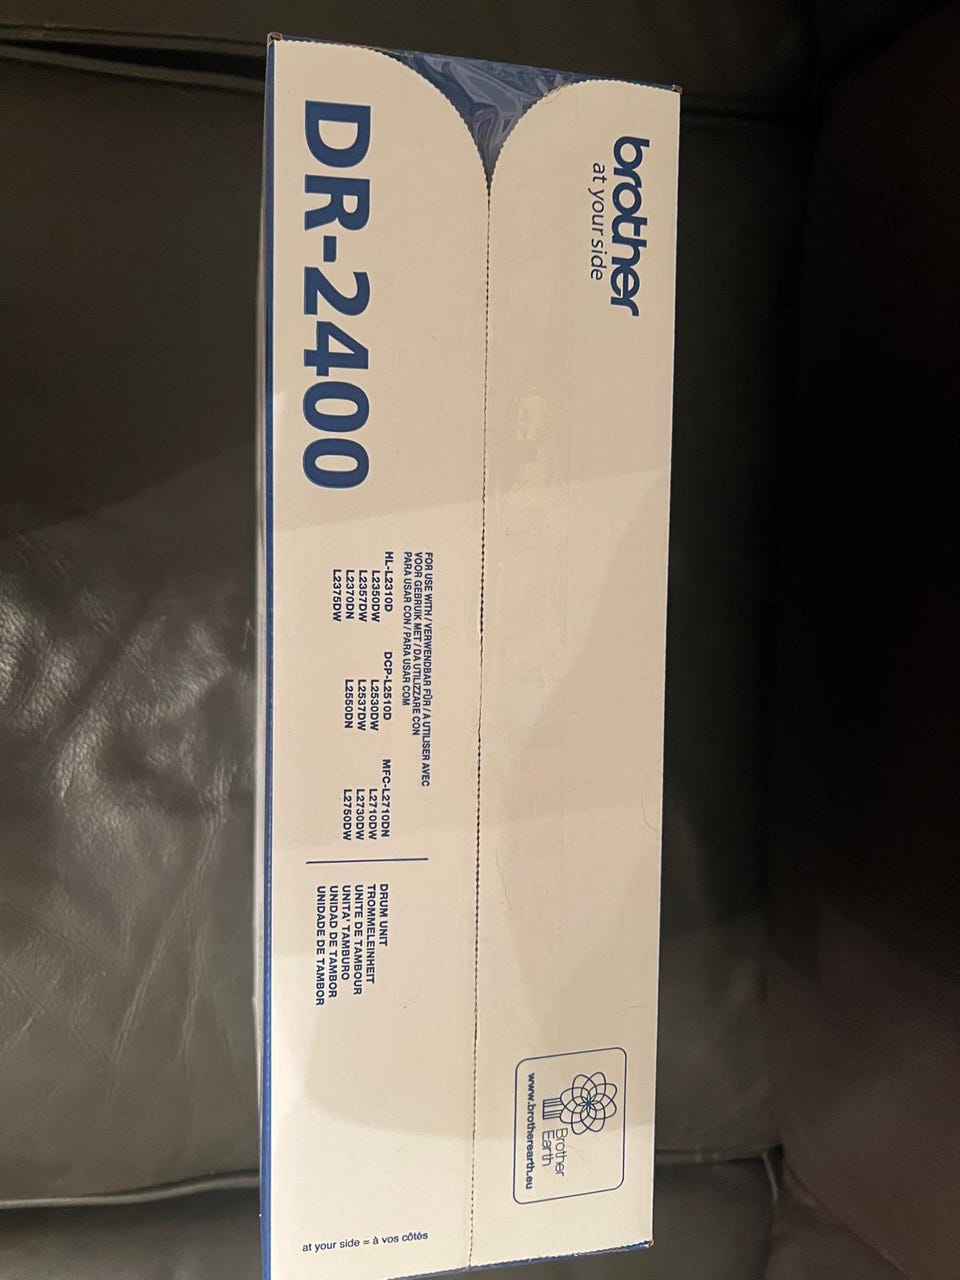 brother
at your side
DR-2400
FOR USE WITH / VERWENDBAR FÜR / A UTILISER AVEC
VOOR GEBRUIK MET / DA UTILIZZARE CON
PARA USAR CON / PARA USAR COM
HL-L2310D
L2350DW
L2357DW
L2370DN
L2375DW
DCP-L2510D
L2530DW
L2537DW
L2550DN
MFC-L2710DN
L2710DW
L2730DW
L2750DW
DRUM UNIT
TROMMELEINHEIT
UNITE DE TAMBOUR
UNITA' TAMBURO
UNIDAD DE TAMBOR
UNIDADE DE TAMBOR
Brother
Earth
www.brotherearth.eu
at your side = à vos côtés